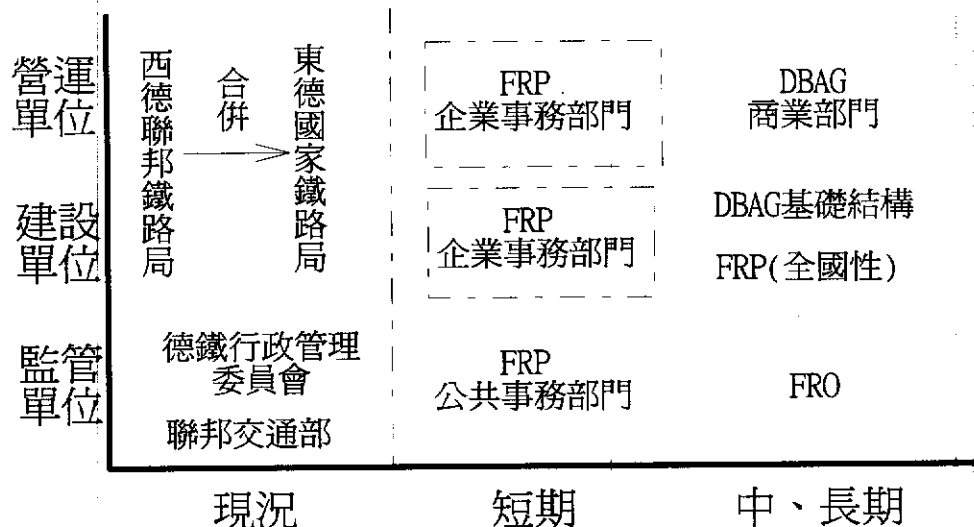 營運
單位
西德聯邦鐵路局
合併
東德國家鐵路局
FRP
企業事務部門
DBAG
商業部門
建設
單位
FRP
企業事務部門
DBAG基礎結構
FRP(全國性)
監管
單位
德鐵行政管理
委員會
聯邦交通部
FRP
公共事務部門
FRO
現況
短期
中、長期